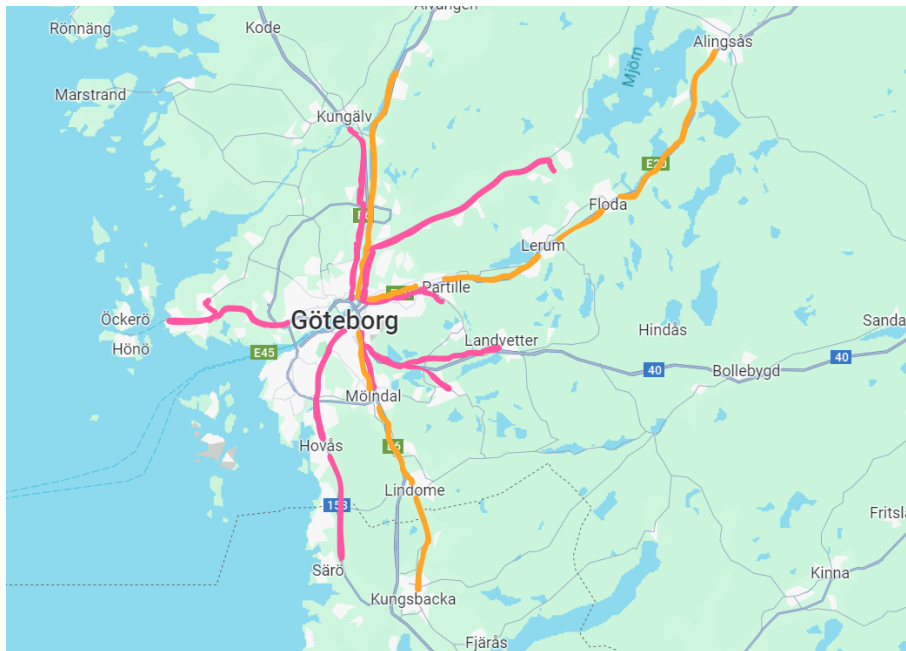 Rönnäng
Kode
Älvängen
Alingsås
Mjörn
Marstrand
Kungälv
E20
Floda
Lerum
Partille
Öckerö
Göteborg
Hönö
E45
Landvetter
Hindås
Sanda
40
40
Bollebygd
Mölndal
Hovås
E6
Lindome
158
Fritsla
Särö
Kinna
Kungsbacka
Fjärås